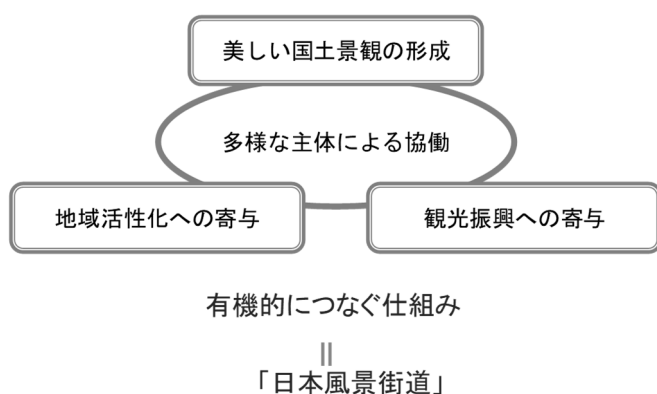 美しい国土景観の形成
多様な主体による協働
地域活性化への寄与
観光振興への寄与
有機的につなぐ仕組み
||
「日本風景街道」